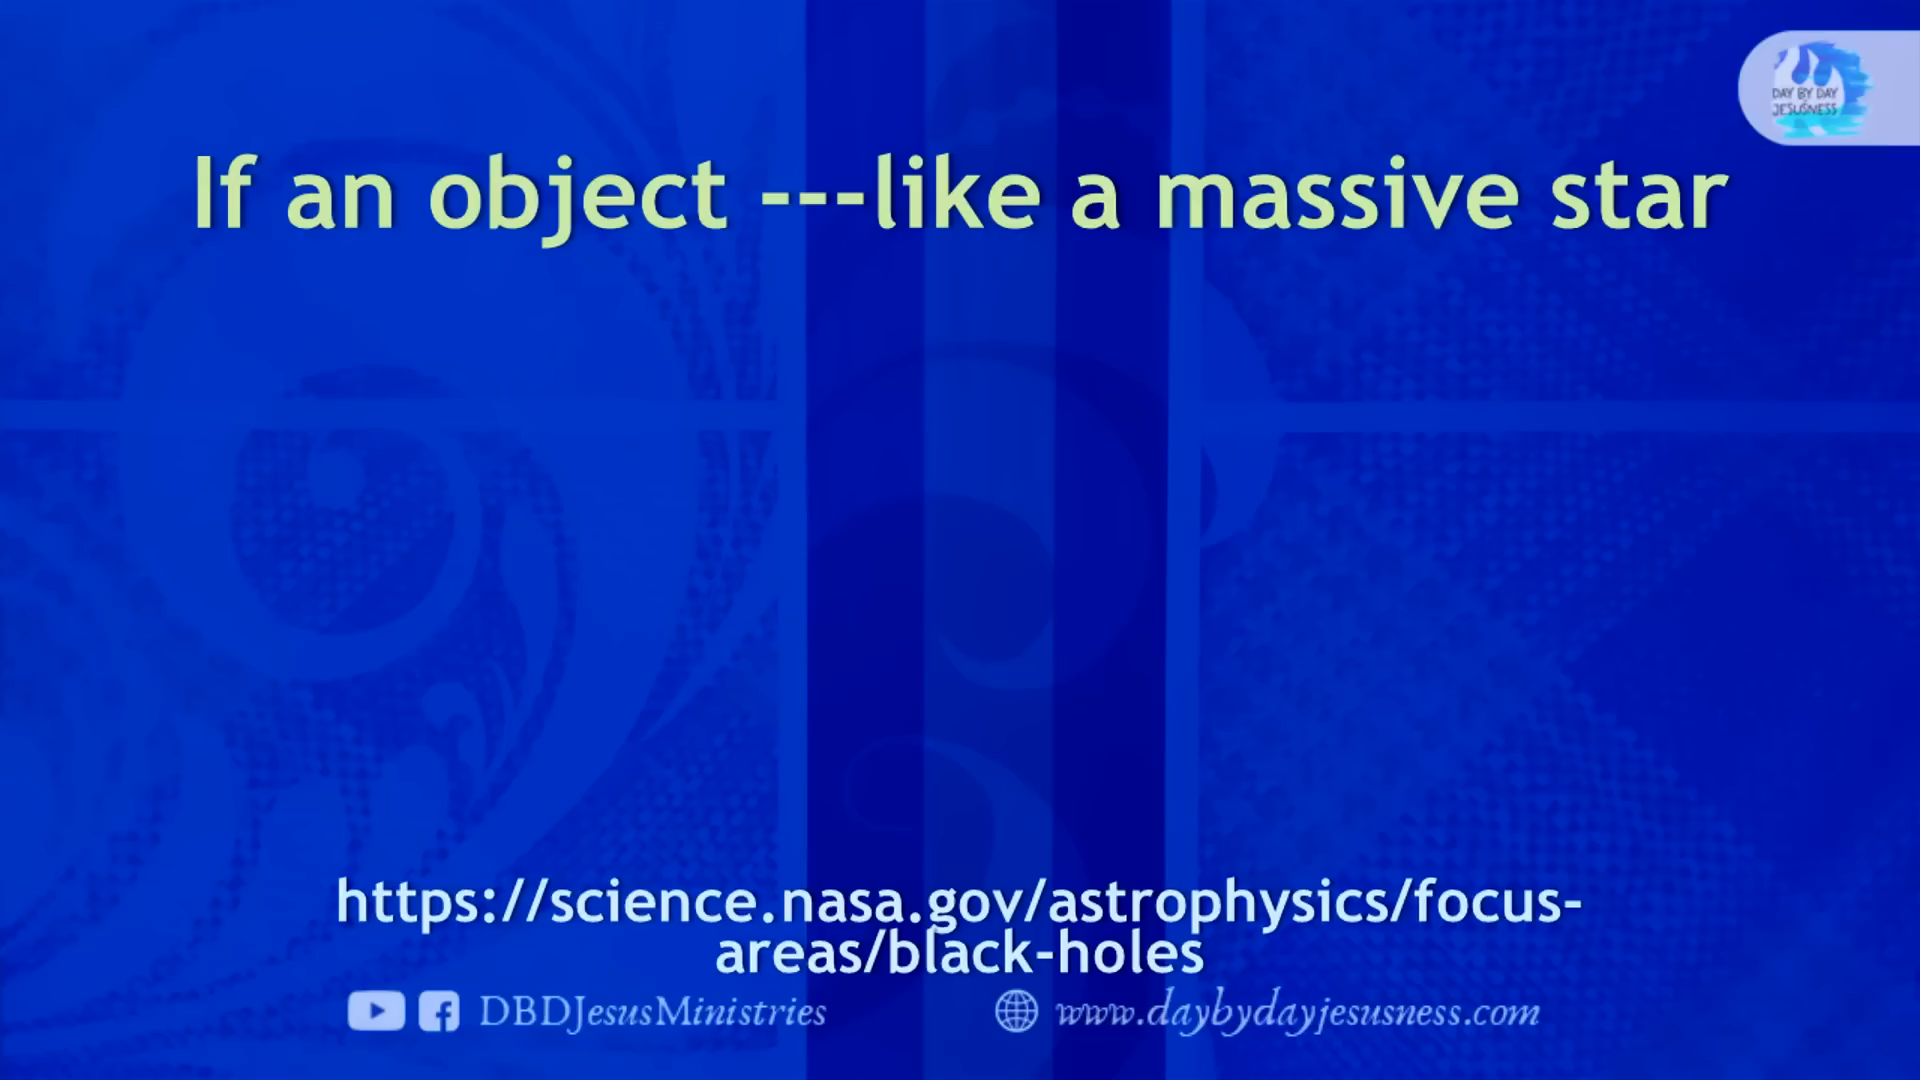 DAY BY DAY
JESUSNESS
If an object ---like a massive star
https://science.nasa.gov/astrophysics/focus-
areas/black-holes
DBDJesusMinistries
www.daybydayjesusness.com